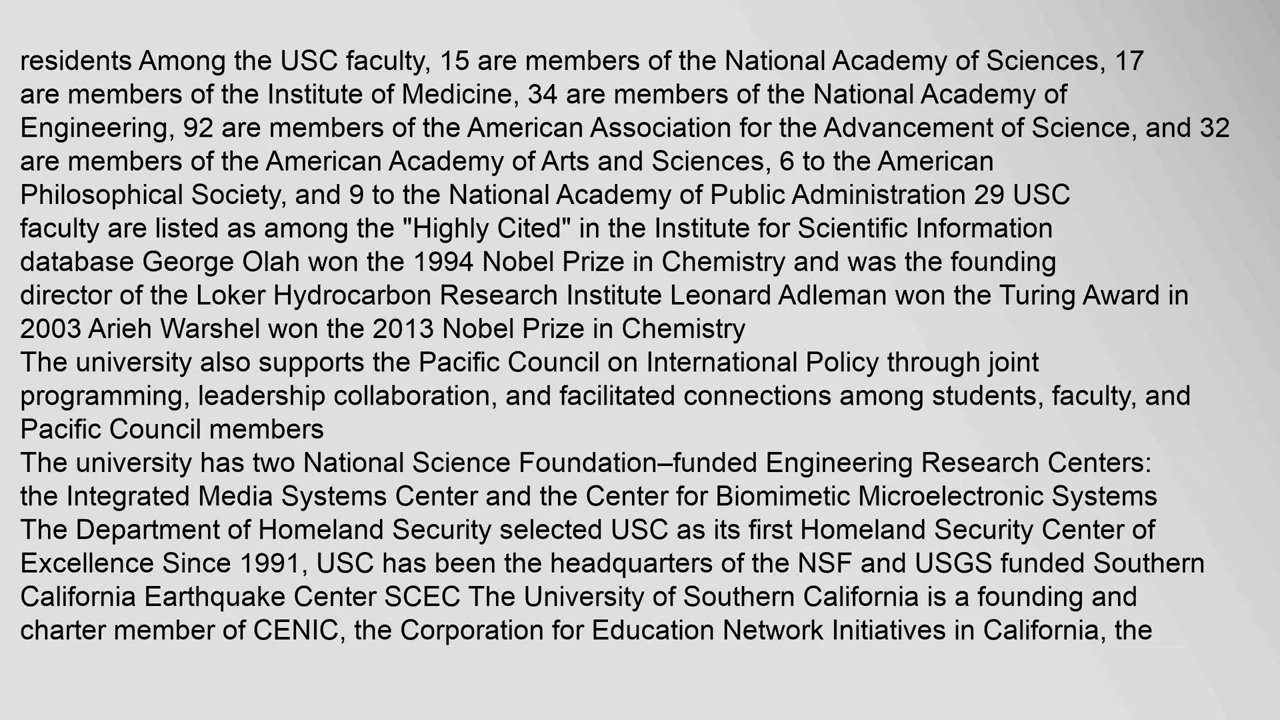 residents Among the USC faculty, 15 are members of the National Academy of Sciences, 17
are members of the Institute of Medicine, 34 are members of the National Academy of
Engineering, 92 are members of the American Association for the Advancement of Science, and 32
are members of the American Academy of Arts and Sciences, 6 to the American
Philosophical Society, and 9 to the National Academy of Public Administration 29 USC
faculty are listed as among the "Highly Cited" in the Institute for Scientific Information
database George Olah won the 1994 Nobel Prize in Chemistry and was the founding
director of the Loker Hydrocarbon Research Institute Leonard Adleman won the Turing Award in
2003 Arieh Warshel won the 2013 Nobel Prize in Chemistry
The university also supports the Pacific Council on International Policy through joint
programming, leadership collaboration, and facilitated connections among students, faculty, and
Pacific Council members
The university has two National Science Foundation–funded Engineering Research Centers:
the Integrated Media Systems Center and the Center for Biomimetic Microelectronic Systems
The Department of Homeland Security selected USC as its first Homeland Security Center of
Excellence Since 1991, USC has been the headquarters of the NSF and USGS funded Southern
California Earthquake Center SCEC The University of Southern California is a founding and
charter member of CENIC, the Corporation for Education Network Initiatives in California, the